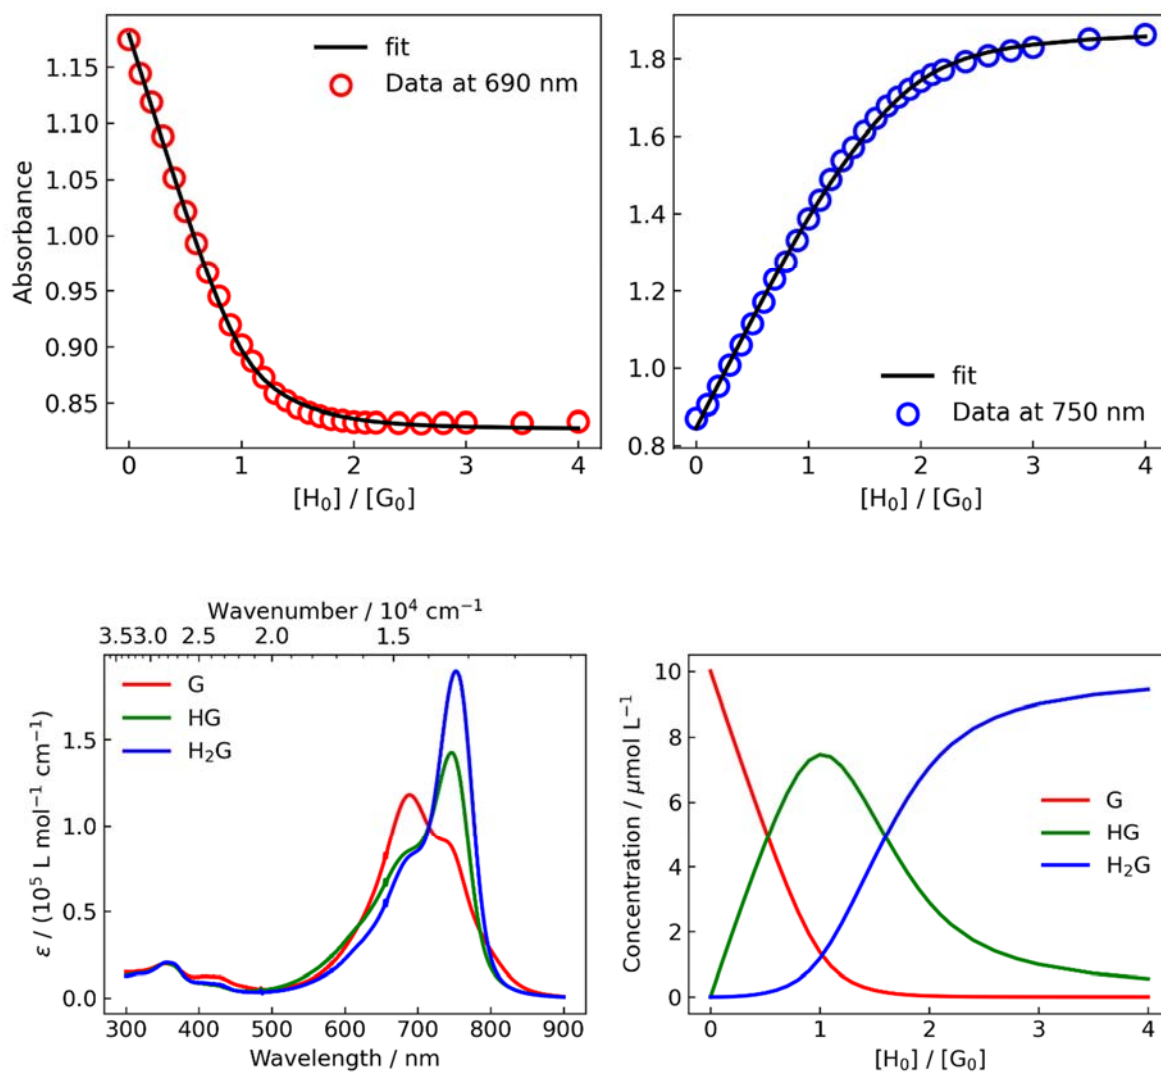 fit
Data at 690 nm
Absorbance
1.15
1.10
1.05
1.00
0.95
0.90
0.85
0 1 2 3 4
[H₀] / [G₀]
1.8
1.6
1.4
1.2
1.0
0.8
fit
Data at 750 nm
0 1 2 3 4
[H₀] / [G₀]
Wavenumber / 10⁴ cm⁻¹
3.53.0 2.5 2.0 1.5
G
HG
H₂G
ε / (10⁵ L mol⁻¹ cm⁻¹)
1.5
1.0
0.5
0.0
300 400 500 600 700 800 900
Wavelength / nm
Concentration / μmol L⁻¹
10
8
6
4
2
0
G
HG
H₂G
0 1 2 3 4
[H₀] / [G₀]